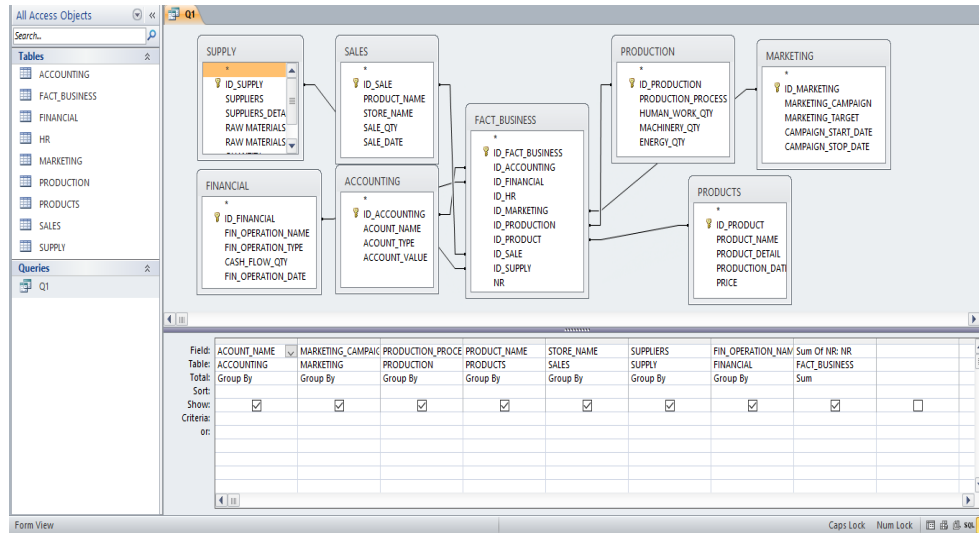 All Access Objects
Q1
Search...
Tables
ACCOUNTING
FACT_BUSINESS
FINANCIAL
HR
MARKETING
PRODUCTION
PRODUCTS
SALES
SUPPLY
Queries
Q1
SUPPLY
*
ID_SUPPLY
SUPPLIERS
SUPPLIERS_DETA
RAW MATERIALS
RAW MATERIALS
SALES
*
ID_SALE
PRODUCT_NAME
STORE_NAME
SALE_QTY
SALE_DATE
FACT_BUSINESS
*
ID_FACT_BUSINESS
ID_ACCOUNTING
ID_FINANCIAL
ID_HR
ID_MARKETING
ID_PRODUCTION
ID_PRODUCT
ID_SALE
ID_SUPPLY
NR
PRODUCTION
*
ID_PRODUCTION
PRODUCTION_PROCESS
HUMAN_WORK_QTY
MACHINERY_QTY
ENERGY_QTY
MARKETING
*
ID_MARKETING
MARKETING_CAMPAIGN
MARKETING_TARGET
CAMPAIGN_START_DATE
CAMPAIGN_STOP_DATE
FINANCIAL
*
ID_FINANCIAL
FIN_OPERATION_NAME
FIN_OPERATION_TYPE
CASH_FLOW_QTY
FIN_OPERATION_DATE
ACCOUNTING
*
ID_ACCOUNTING
ACOUNT_NAME
ACOUNT_TYPE
ACCOUNT_VALUE
PRODUCTS
*
ID_PRODUCT
PRODUCT_NAME
PRODUCT_DETAIL
PRODUCTION_DATI
PRICE
Field: ACOUNT_NAME MARKETING_CAMPAIG PRODUCTION_PROCE PRODUCT_NAME STORE_NAME SUPPLIERS FIN_OPERATION_NAM Sum Of NR: NR
Table: ACCOUNTING MARKETING PRODUCTION PRODUCTS SALES SUPPLY FINANCIAL FACT_BUSINESS
Total: Group By Group By Group By Group By Group By Group By Group By Sum
Sort:
Show:
Criteria:
or:
Form View Caps Lock Num Lock SQL